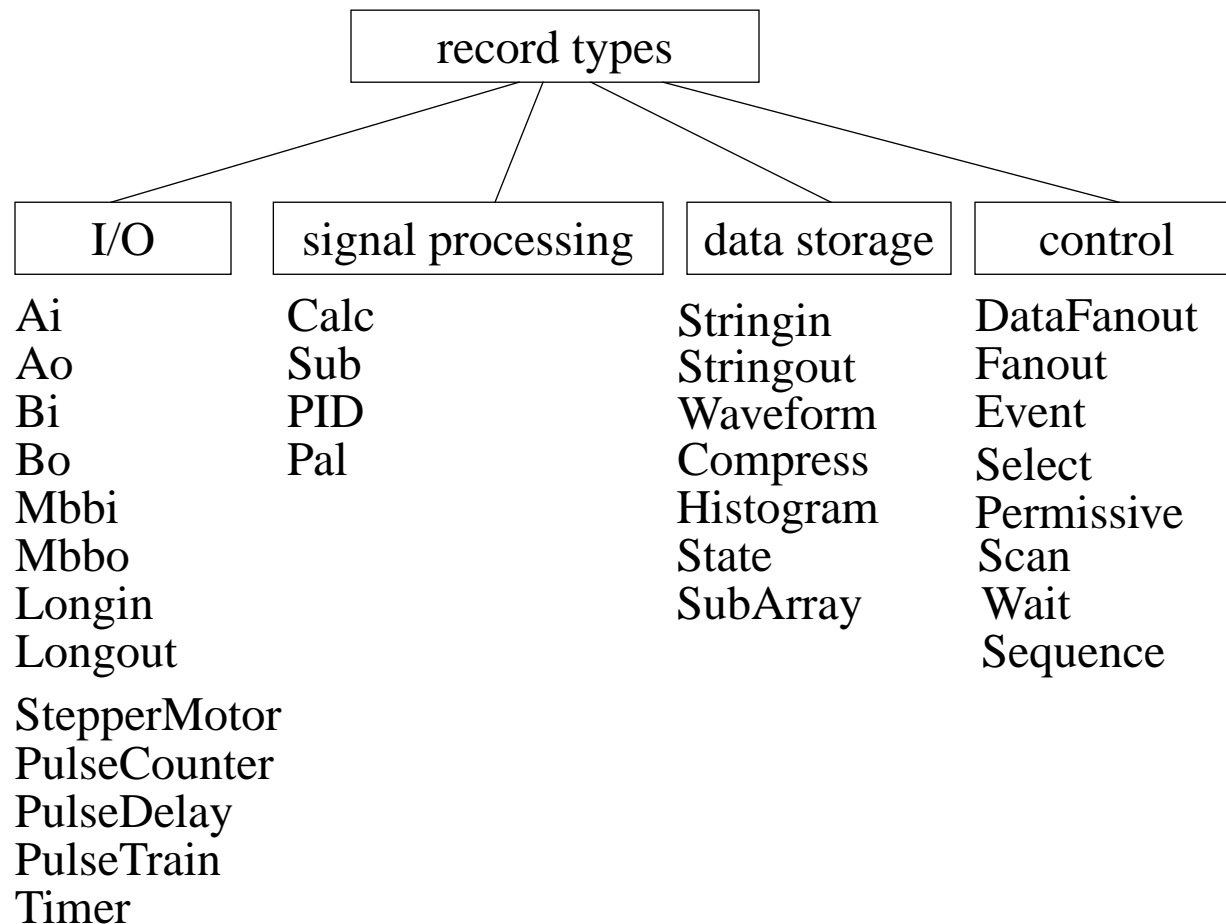 record types
I/O
signal processing
data storage
control
Ai
Ao
Bi
Bo
Mbbi
Mbbo
Longin
Longout
StepperMotor
PulseCounter
PulseDelay
PulseTrain
Timer
Calc
Sub
PID
Pal
Stringin
Stringout
Waveform
Compress
Histogram
State
SubArray
DataFanout
Fanout
Event
Select
Permissive
Scan
Wait
Sequence